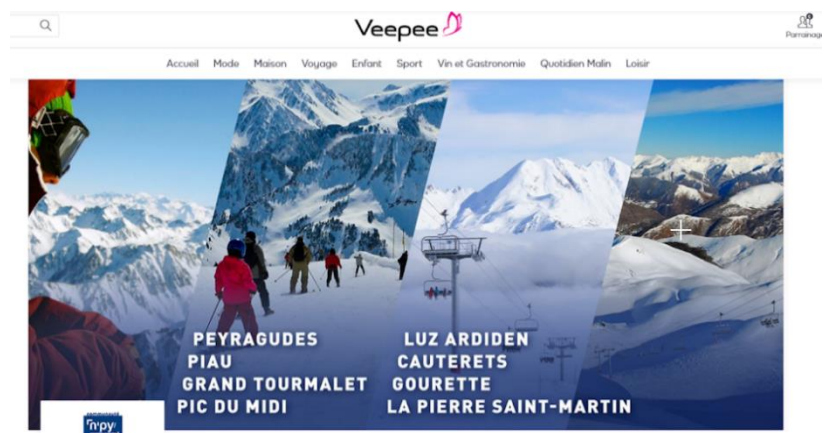 Veepee
Parrainage
Accueil Mode Maison Voyage Enfant Sport Vin et Gastronomie Quotidien Malin Loisir
PEYRAGUDES
PIAU
GRAND TOURMALET
PIC DU MIDI
LUZ ARDIDEN
CAUTERETS
GOURETTE
LA PIERRE SAINT-MARTIN
n'py